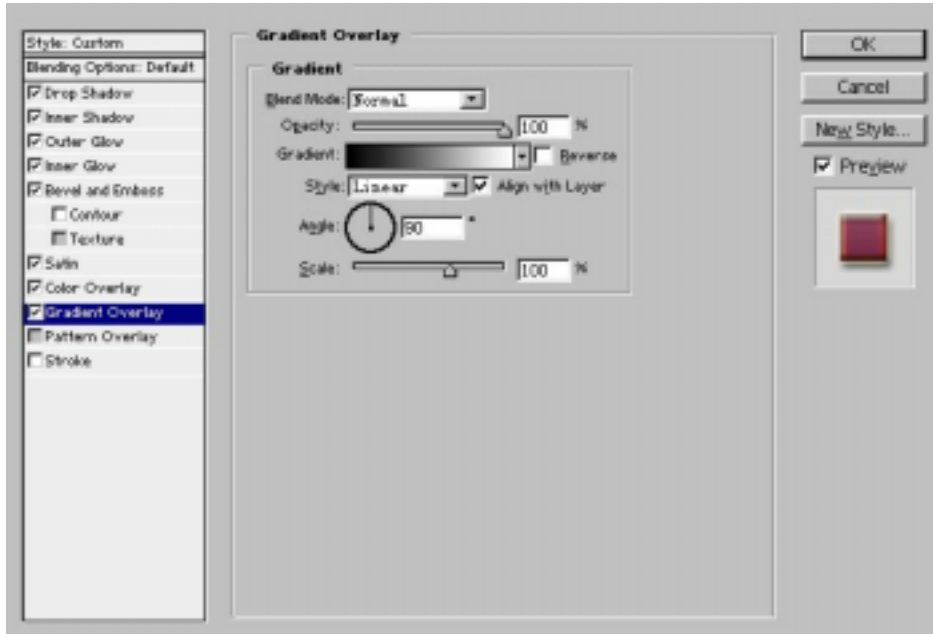 Style: Custom
Blending Options: Default
Drop Shadow
Inner Shadow
Outer Glow
Inner Glow
Bevel and Emboss
Contour
Texture
Satin
Color Overlay
Gradient Overlay
Pattern Overlay
Stroke
Gradient Overlay
Gradient
Blend Mode: Normal
Opacity: 100 %
Gradient: Reverse
Style: Linear Align with Layer
Angle: 90 °
Scale: 100 %
OK
Cancel
New Style...
Preview